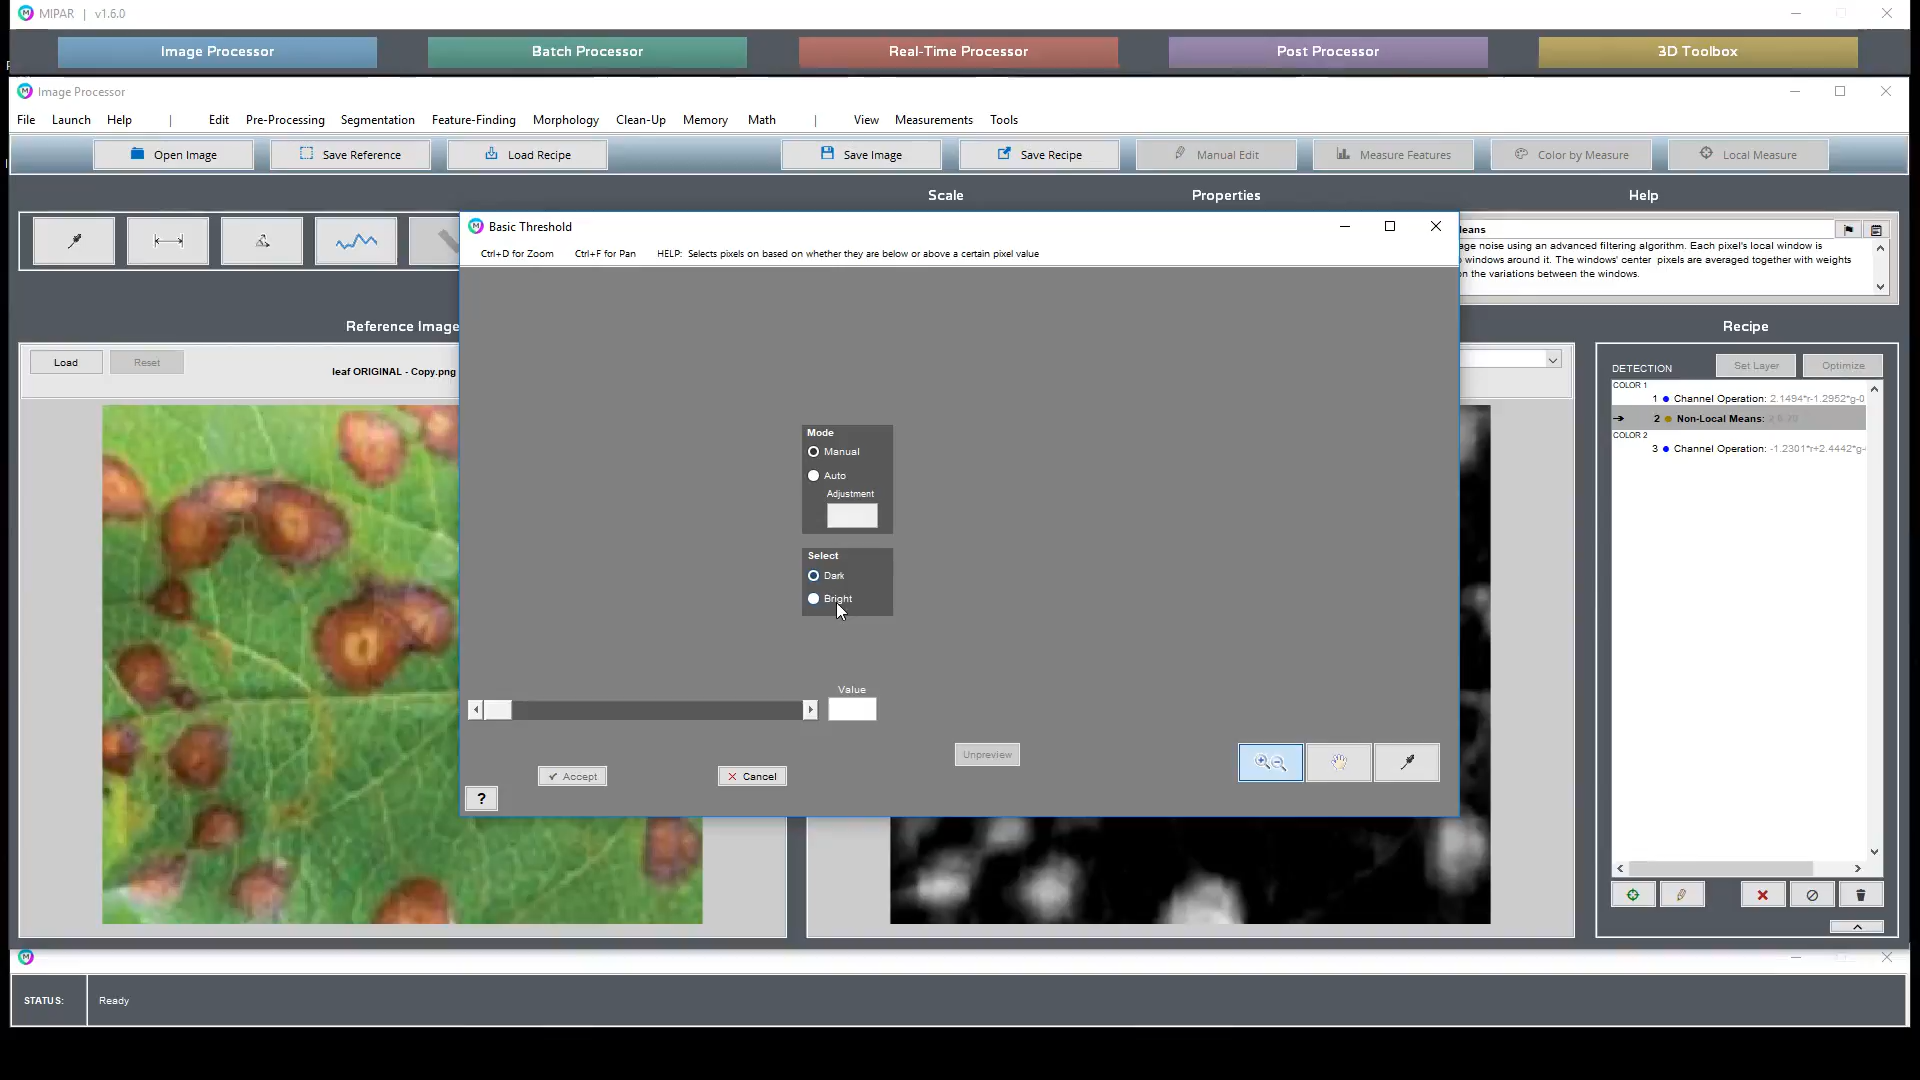 MIPAR | v1.6.0
Image Processor
Batch Processor
Real-Time Processor
Post Processor
3D Toolbox
Image Processor
File Launch Help | Edit Pre-Processing Segmentation Feature-Finding Morphology Clean-Up Memory Math | View Measurements Tools
Open Image
Save Reference
Load Recipe
Save Image
Save Recipe
Manual Edit
Measure Features
Color by Measure
Local Measure
Scale
Properties
Help
Basic Threshold
Ctrl+D for Zoom Ctrl+F for Pan HELP: Selects pixels on based on whether they are below or above a certain pixel value
eans
age noise using an advanced filtering algorithm. Each pixel's local window is
windows around it. The windows' center pixels are averaged together with weights
on the variations between the windows.
Reference Image
Recipe
Load
Reset
leaf ORIGINAL - Copy.png
DETECTION
Set Layer
Optimize
COLOR 1
1 Channel Operation: 2.1494*r-1.2952*g-0
2 Non-Local Means:
COLOR 2
3 Channel Operation: -1.2301*r+2.4442*g-
Mode
Manual
Auto
Adjustment
Select
Dark
Bright
Value
Unpreview
Accept
Cancel
?
STATUS:
Ready